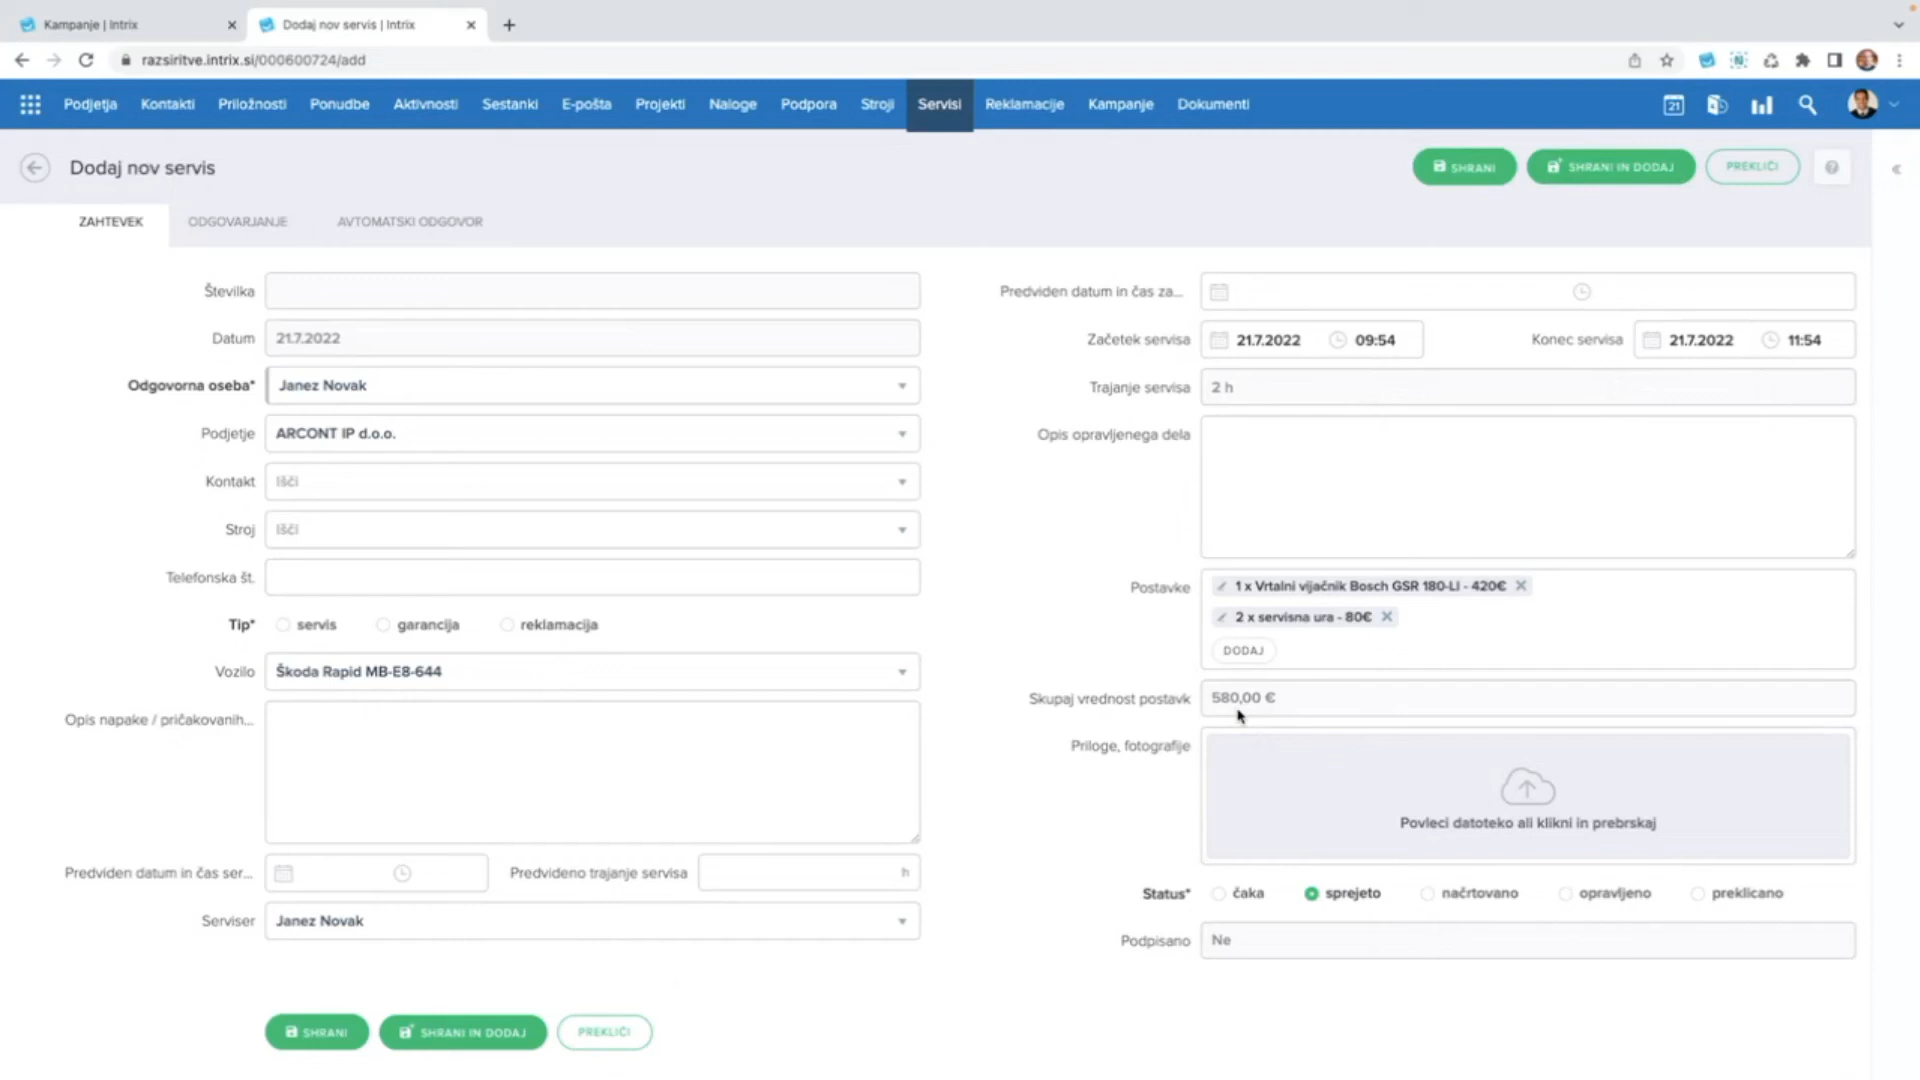 Kampanje | Intrix
Dodaj nov servis | Intrix
razsiritve.intrix.si/000600724/add
Podjetja Kontakti Priložnosti Ponudbe Aktivnosti Sestanki E-pošta Projekti Naloge Podpora Stroji Servisi Reklamacije Kampanje Dokumenti 21
Dodaj nov servis
SHRANI SHRANI IN DODAJ PREKLIČI
ZAHTEVEK ODGOVARJANJE AVTOMATSKI ODGOVOR
Številka
Datum 21.7.2022
Odgovorna oseba* Janez Novak
Podjetje ARCONT IP d.o.o.
Kontakt Išči
Stroj Išči
Telefonska št.
Tip* servis garancija reklamacija
Vozilo Škoda Rapid MB-E8-644
Opis napake / pričakovanih...
Predviden datum in čas ser... Predvideno trajanje servisa h
Serviser Janez Novak
Predviden datum in čas za...
Začetek servisa 21.7.2022 09:54 Konec servisa 21.7.2022 11:54
Trajanje servisa 2 h
Opis opravljenega dela
Postavke 1 x Vrtalni vijačnik Bosch GSR 180-LI - 420€
2 x servisna ura - 80€
DODAJ
Skupaj vrednost postavk 580,00 €
Priloge, fotografije
Povleci datoteko ali klikni in prebrskaj
Status* čaka sprejeto načrtovano opravljeno preklicano
Podpisano Ne
SHRANI SHRANI IN DODAJ PREKLIČI